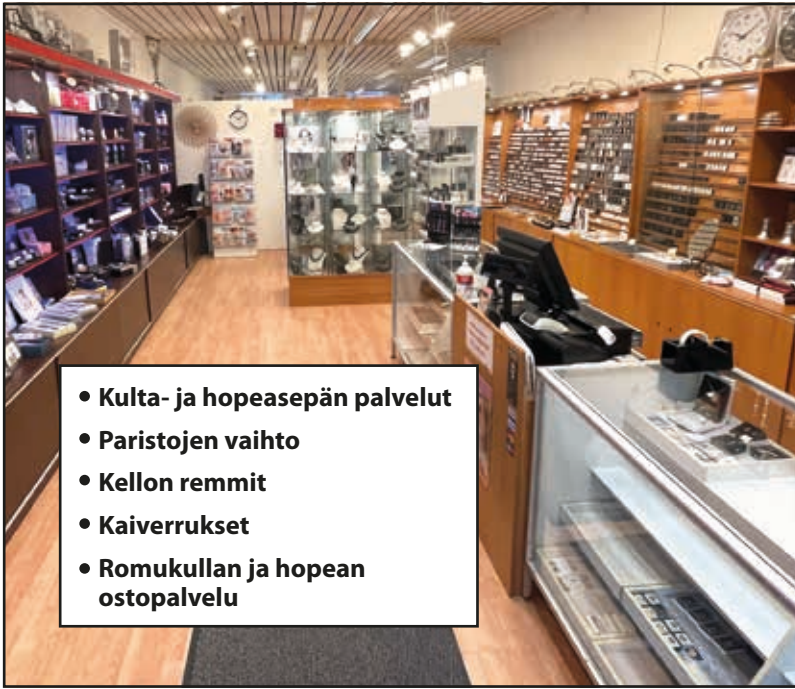 • Kulta- ja hopeasepän palvelut
• Paristojen vaihto
• Kellon remmit
• Kaiverrukset
• Romukullan ja hopean
ostopalvelu